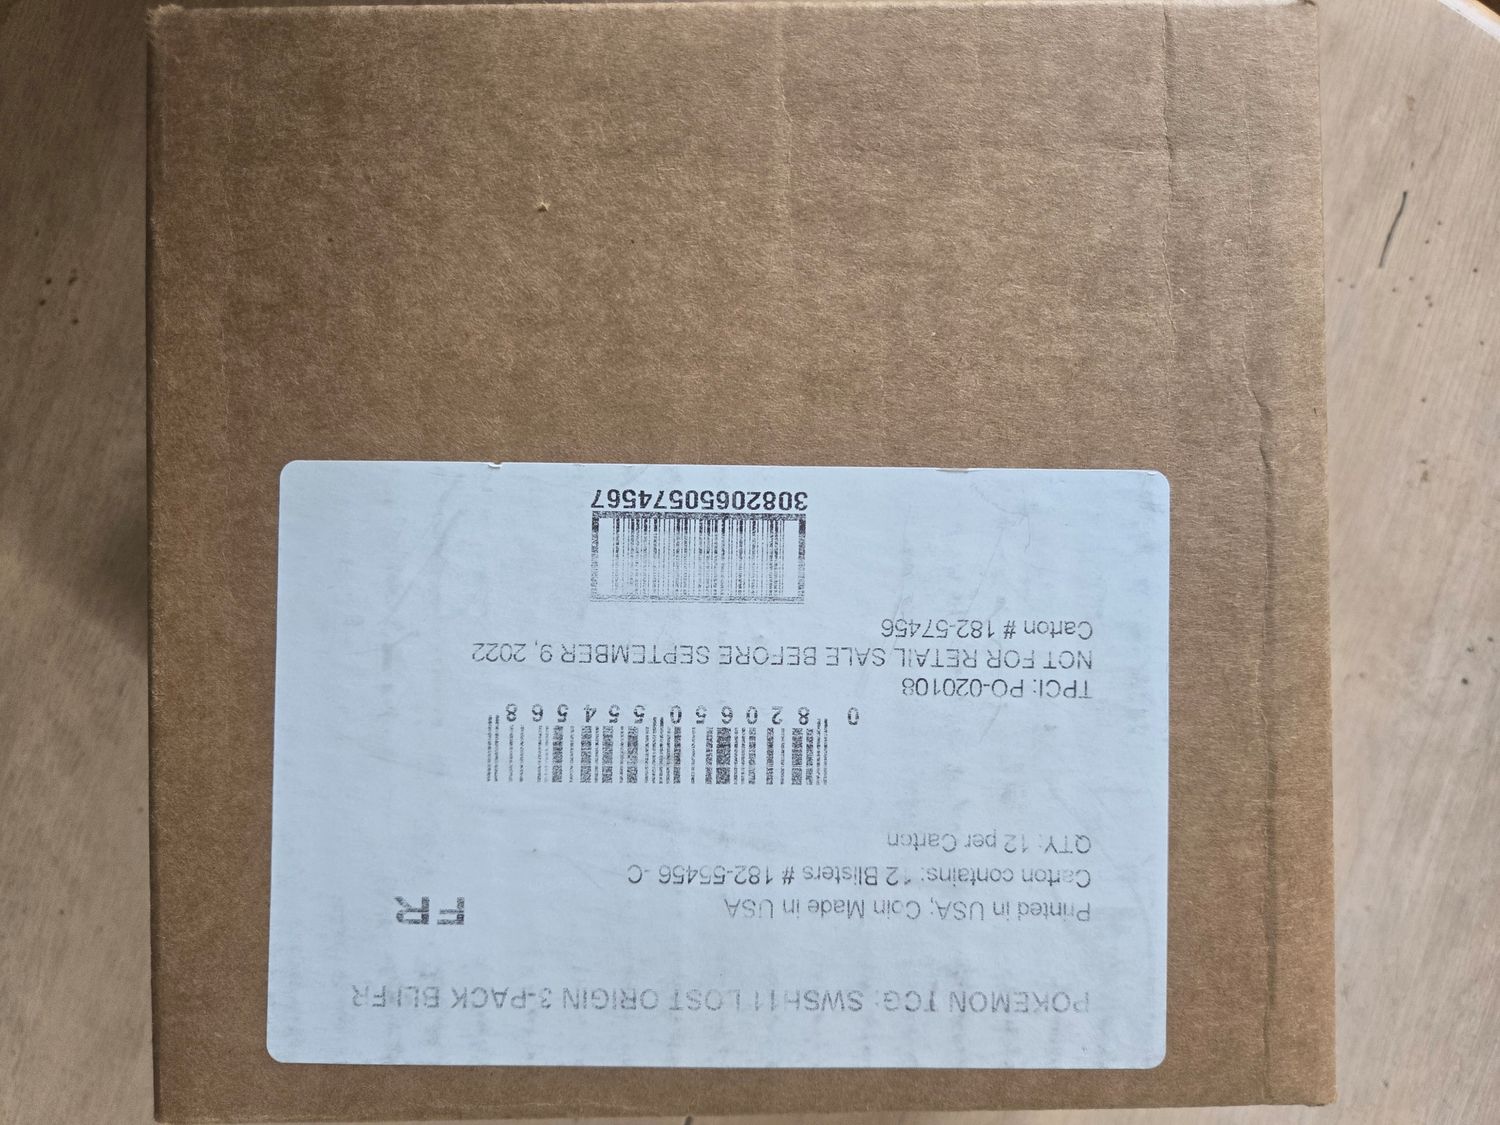 POKEMON TCG: SWSH11 LOST ORIGIN 3-PACK BLI FR
Printed in USA; Coin Made in USA
FR
Carton contains: 12 Blisters # 182-55456 -C
QTY: 12 per Carton
0 820650 554568
TPCI: PO-020108
NOT FOR RETAIL SALE BEFORE SEPTEMBER 9, 2022
Carton # 182-57456
30820650574567